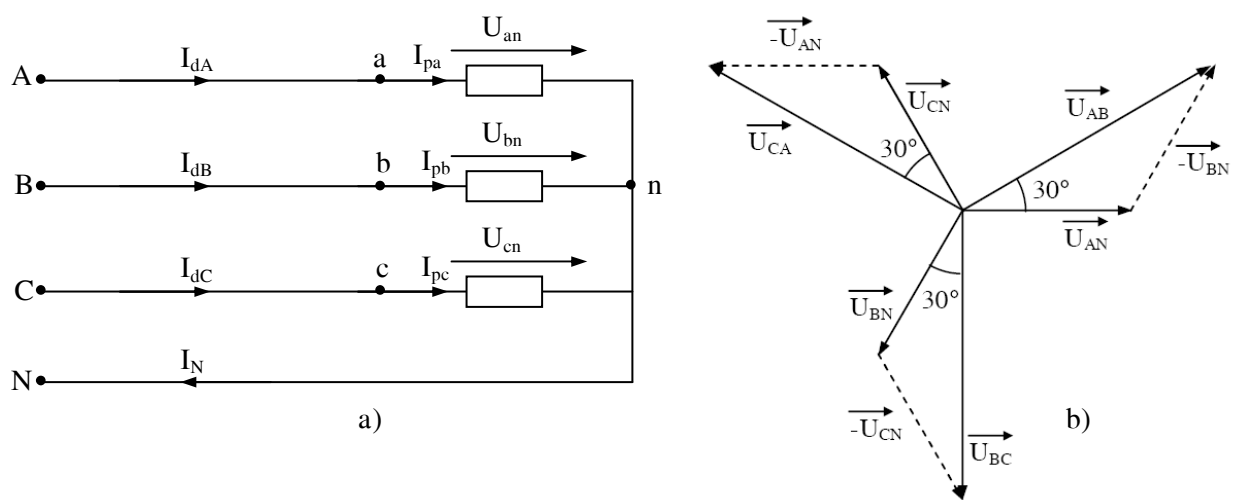 U_an
I_dA a I_pa
A
U_bn
I_dB b I_pb
B n
U_cn
I_dC c I_pc
C
I_N
N
a)
-U_AN
U_CN
U_AB
U_CA
30°
-U_BN
30°
U_AN
U_BN
30°
-U_CN
U_BC
b)